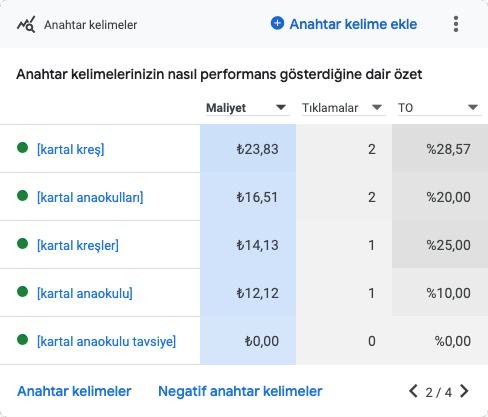 Anahtar kelimeler
Anahtar kelime ekle
Anahtar kelimelerinizin nasıl performans gösterdiğine dair özet
Maliyet Tıklamalar TO
[kartal kreş] ₺23,83 2 %28,57
[kartal anaokulları] ₺16,51 2 %20,00
[kartal kreşler] ₺14,13 1 %25,00
[kartal anaokulu] ₺12,12 1 %10,00
[kartal anaokulu tavsiye] ₺0,00 0 %0,00
Anahtar kelimeler Negatif anahtar kelimeler 2 / 4